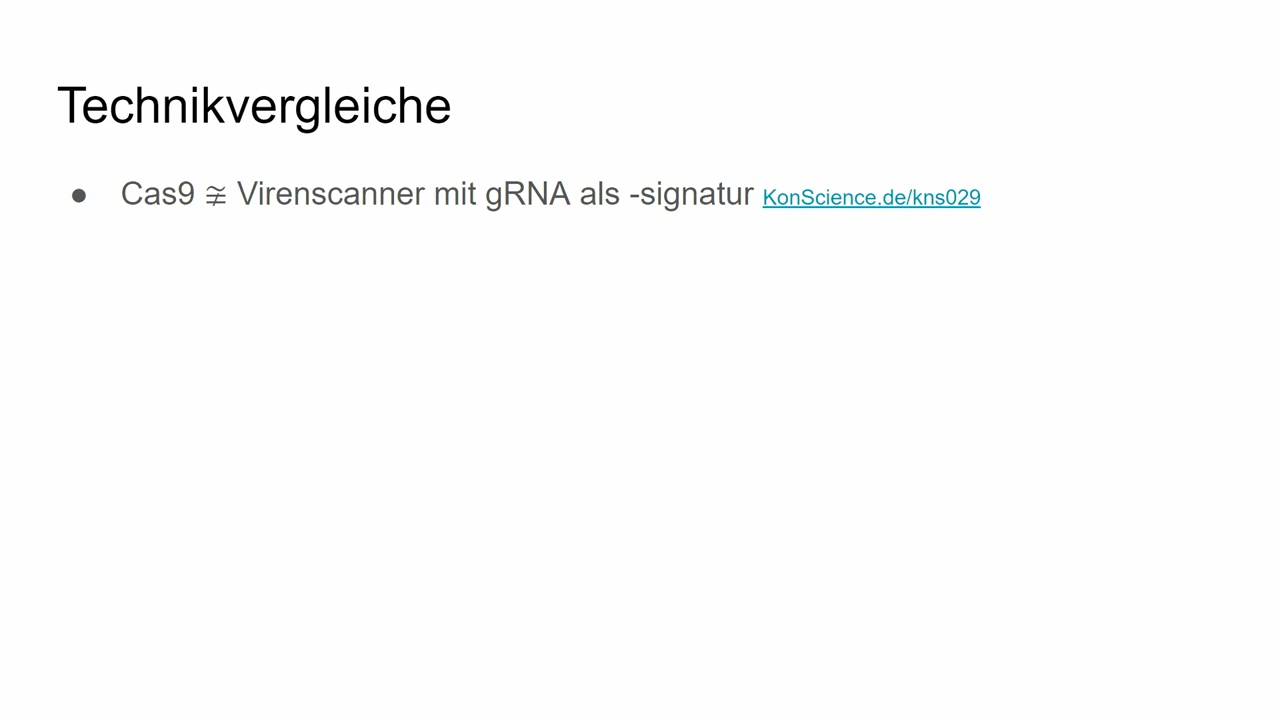 Technikvergleiche
● Cas9 ≆ Virenscanner mit gRNA als -signatur KonScience.de/kns029